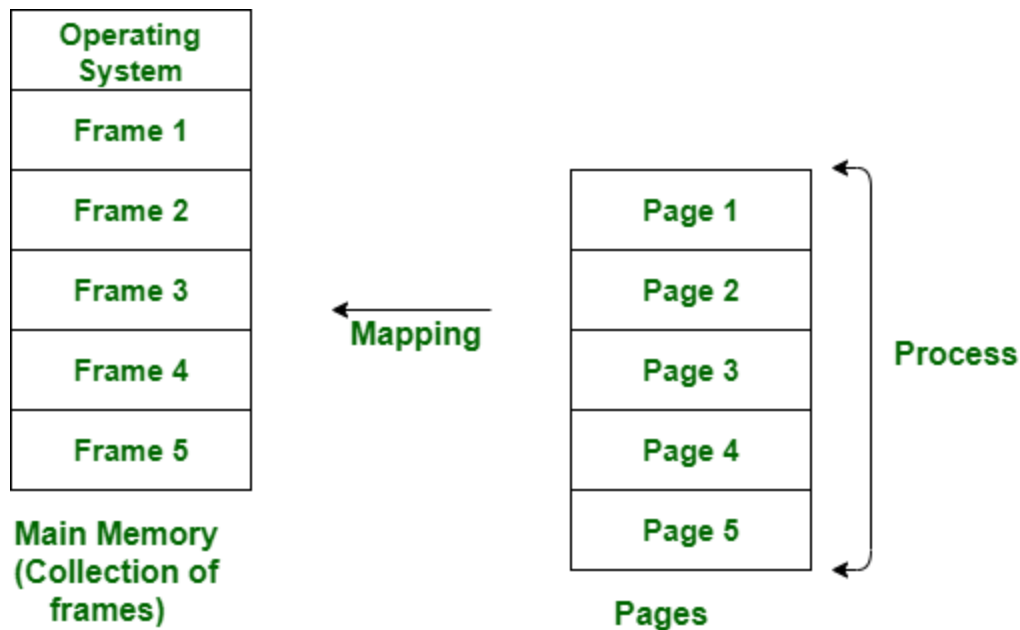 Operating
System
Frame 1
Frame 2
Frame 3
Frame 4
Frame 5
Main Memory
(Collection of
frames)
Mapping
Page 1
Page 2
Page 3
Page 4
Page 5
Pages
Process